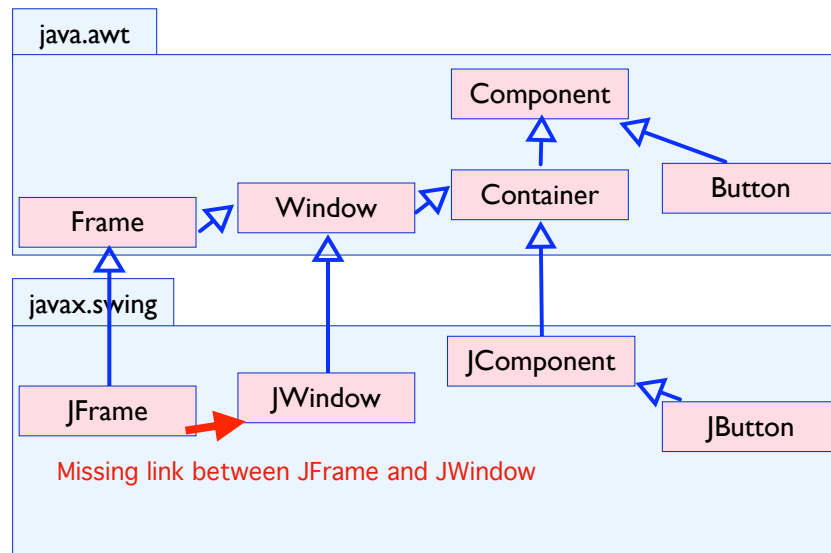 java.awt
Component
Container
Button
Window
Frame
javax.swing
JComponent
JWindow
JFrame
JButton
Missing link between JFrame and JWindow